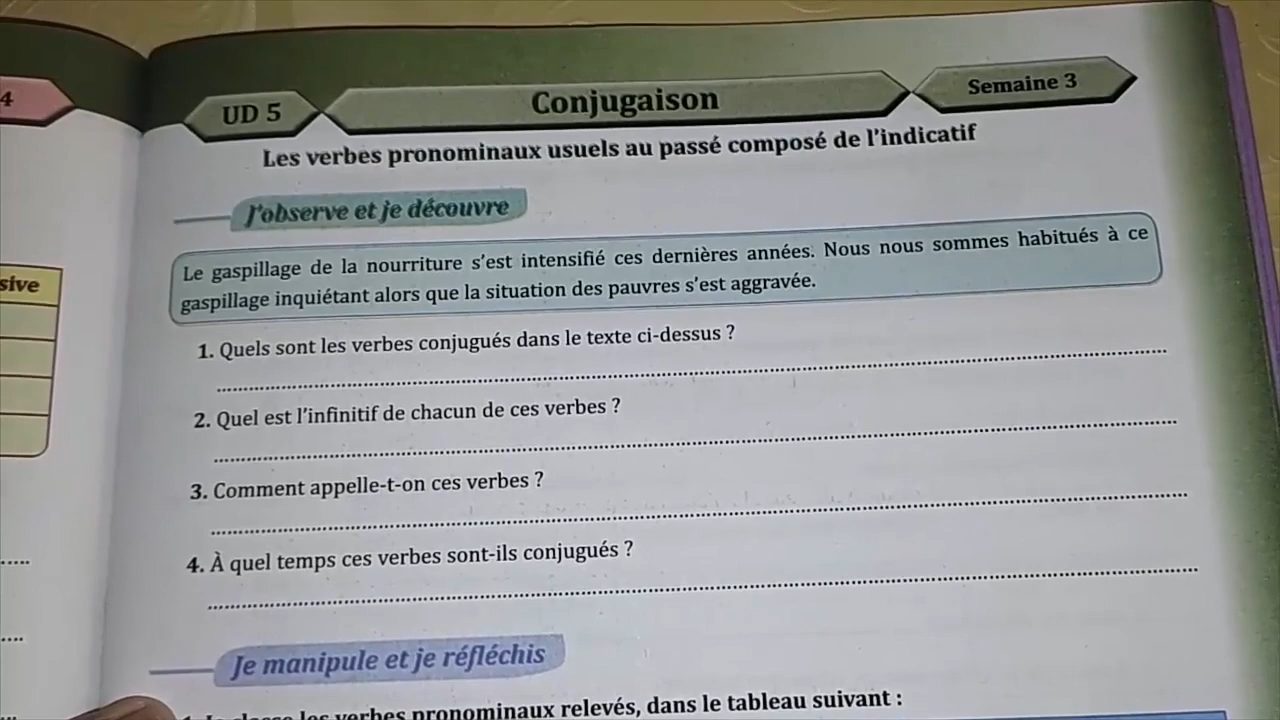 4
UD 5
Conjugaison
Semaine 3
Les verbes pronominaux usuels au passé composé de l'indicatif
J'observe et je découvre
Le gaspillage de la nourriture s'est intensifié ces dernières années. Nous nous sommes habitués à ce
gaspillage inquiétant alors que la situation des pauvres s'est aggravée.
sive
1. Quels sont les verbes conjugués dans le texte ci-dessus ?
2. Quel est l'infinitif de chacun de ces verbes ?
3. Comment appelle-t-on ces verbes ?
4. À quel temps ces verbes sont-ils conjugués ?
Je manipule et je réfléchis
les verbes pronominaux relevés, dans le tableau suivant :